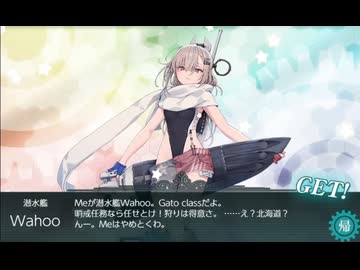 GET!
潜水艦
Wahoo
Meが潜水艦Wahoo。Gato classだよ。
哨戒任務なら任せとけ！狩りは得意さ。……え？北海道？
んー。Meはやめとくわ。
帰